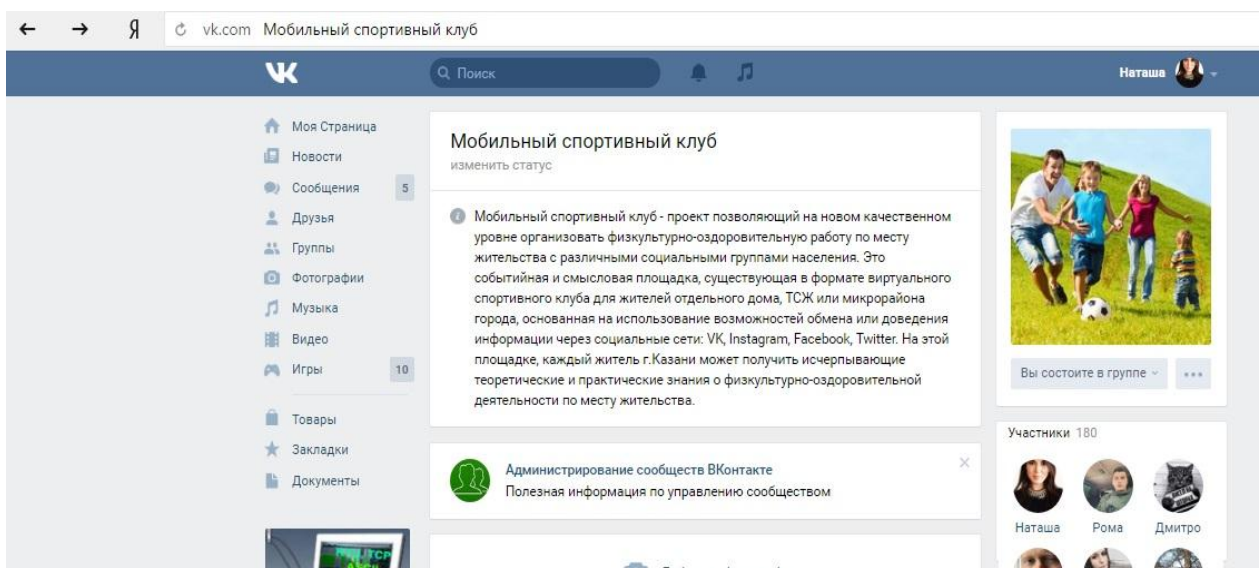 Я vk.com Мобильный спортивный клуб
Поиск
Наташа
Моя Страница
Новости
Сообщения 5
Друзья
Группы
Фотографии
Музыка
Видео
Игры 10
Товары
Закладки
Документы
Мобильный спортивный клуб
изменить статус
Мобильный спортивный клуб - проект позволяющий на новом качественном
уровне организовать физкультурно-оздоровительную работу по месту
жительства с различными социальными группами населения. Это
событийная и смысловая площадка, существующая в формате виртуального
спортивного клуба для жителей отдельного дома, ТСЖ или микрорайона
города, основанная на использование возможностей обмена или доведения
информации через социальные сети: VK, Instagram, Facebook, Twitter. На этой
площадке, каждый житель г.Казани может получить исчерпывающие
теоретические и практические знания о физкультурно-оздоровительной
деятельности по месту жительства.
Администрирование сообществ ВКонтакте
Полезная информация по управлению сообществом
Вы состоите в группе
Участники 180
Наташа Рома Дмитро